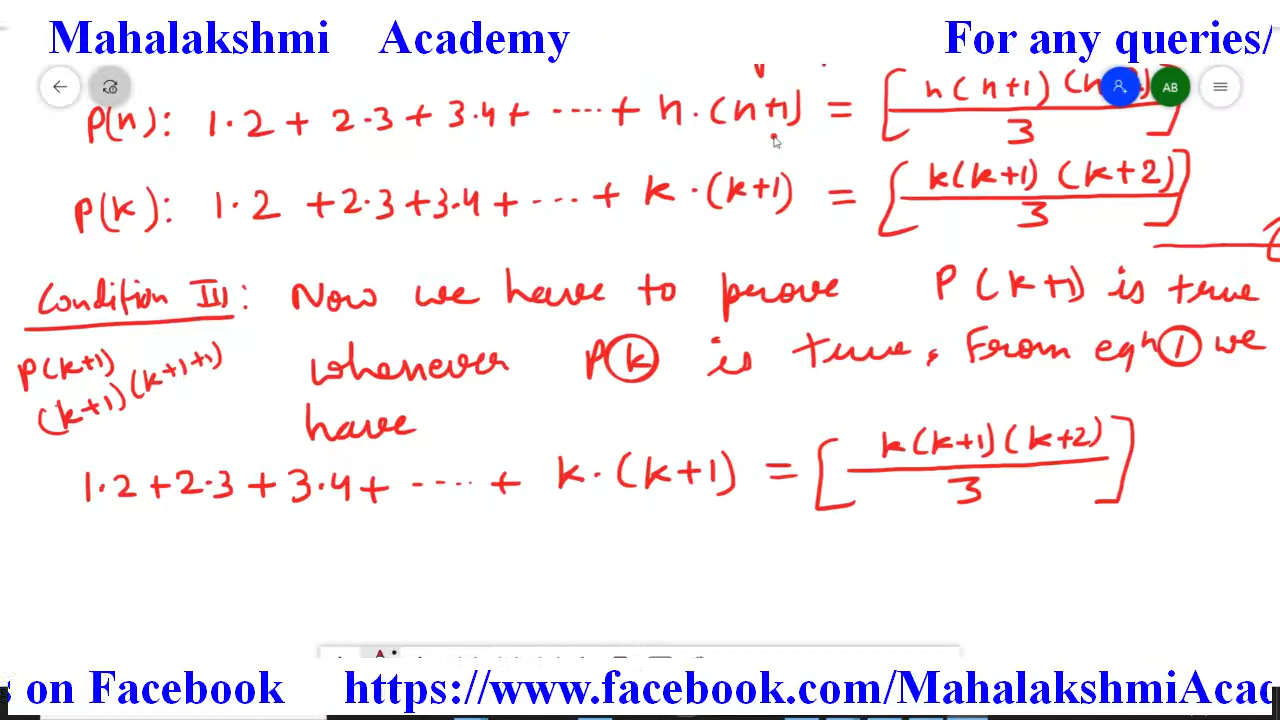 Mahalakshmi Academy For any queries/
P(n): 1·2 + 2·3 + 3·4 + ····· + n·(n+1) = [n(n+1)(n / 3]
AB
P(k): 1·2 + 2·3 + 3·4 + ···· + k·(k+1) = [k(k+1)(k+2) / 3]
Condition III: Now we have to prove P(k+1) is true
P(k+1) whenever P(k) is true. From eqn ① we
(k+1)(k+1+1)
have
1·2 + 2·3 + 3·4 + ····· + k·(k+1) = [k(k+1)(k+2) / 3]
s on Facebook https://www.facebook.com/MahalakshmiAcad